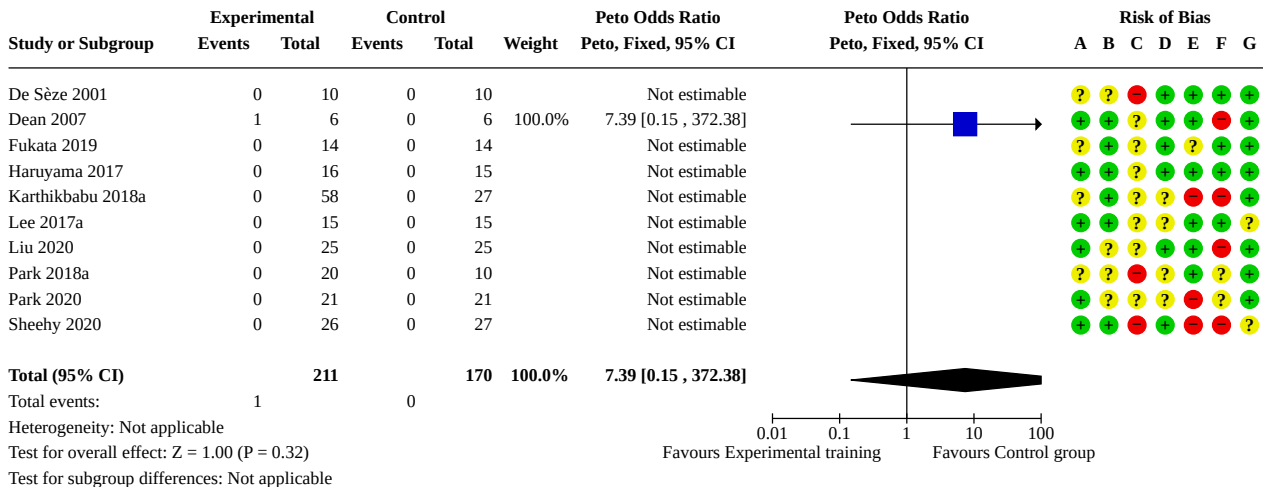 Experimental Control Peto Odds Ratio Peto Odds Ratio Risk of Bias
Study or Subgroup Events Total Events Total Weight Peto, Fixed, 95% CI Peto, Fixed, 95% CI A B C D E F G
De Sèze 2001 0 10 0 10 Not estimable ? ? − + + + +
Dean 2007 1 6 0 6 100.0% 7.39 [0.15 , 372.38] + + ? + + − +
Fukata 2019 0 14 0 14 Not estimable ? + ? + ? + +
Haruyama 2017 0 16 0 15 Not estimable + + ? + + + +
Karthikbabu 2018a 0 58 0 27 Not estimable ? + ? ? − − +
Lee 2017a 0 15 0 15 Not estimable + + ? ? + + ?
Liu 2020 0 25 0 25 Not estimable + ? ? + + − +
Park 2018a 0 20 0 10 Not estimable ? ? − ? + ? +
Park 2020 0 21 0 21 Not estimable + ? ? ? − ? +
Sheehy 2020 0 26 0 27 Not estimable + + − + − − ?
Total (95% CI) 211 170 100.0% 7.39 [0.15 , 372.38]
Total events: 1 0
Heterogeneity: Not applicable
0.01 0.1 1 10 100
Test for overall effect: Z = 1.00 (P = 0.32)
Favours Experimental training Favours Control group
Test for subgroup differences: Not applicable